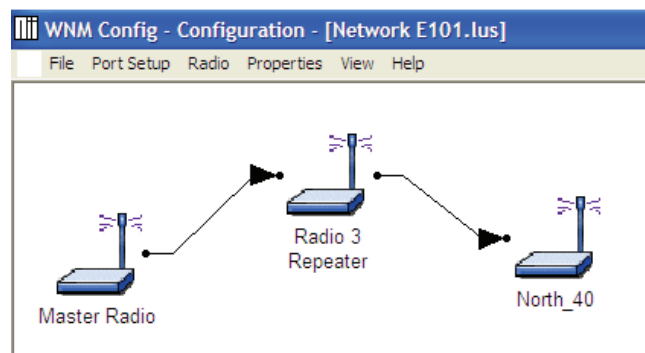 WNM Config - Configuration - [Network E101.lus]
File Port Setup Radio Properties View Help
Radio 3
Repeater
Master Radio
North_40